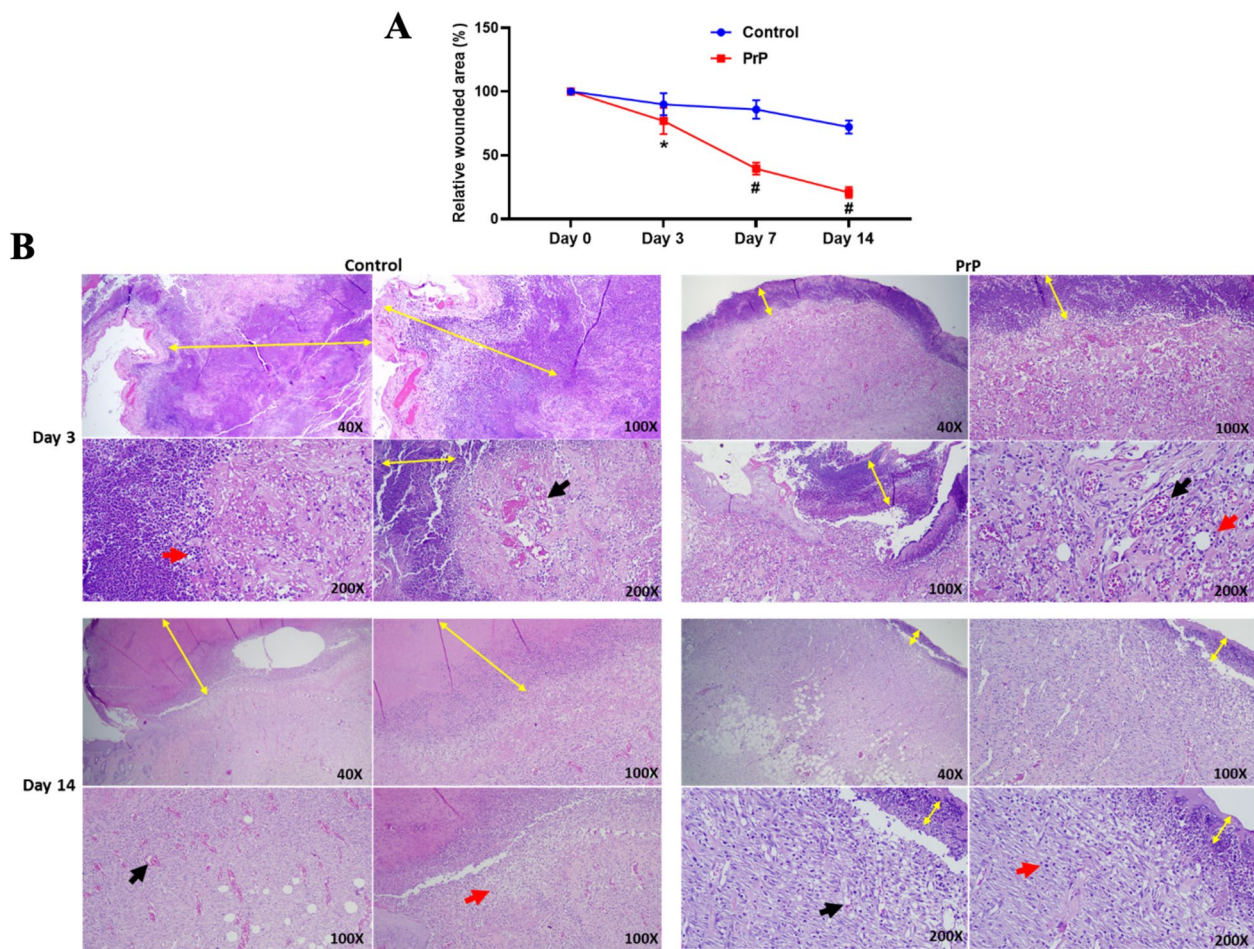 A
150
100
50
0
Relative wounded area (%)
Control
PrP
*
#
#
Day 0 Day 3 Day 7 Day 14
B
Control PrP
40X 100X 40X 100X
Day 3
200X 200X 100X 200X
40X 100X 40X 100X
Day 14
100X 100X 200X 200X